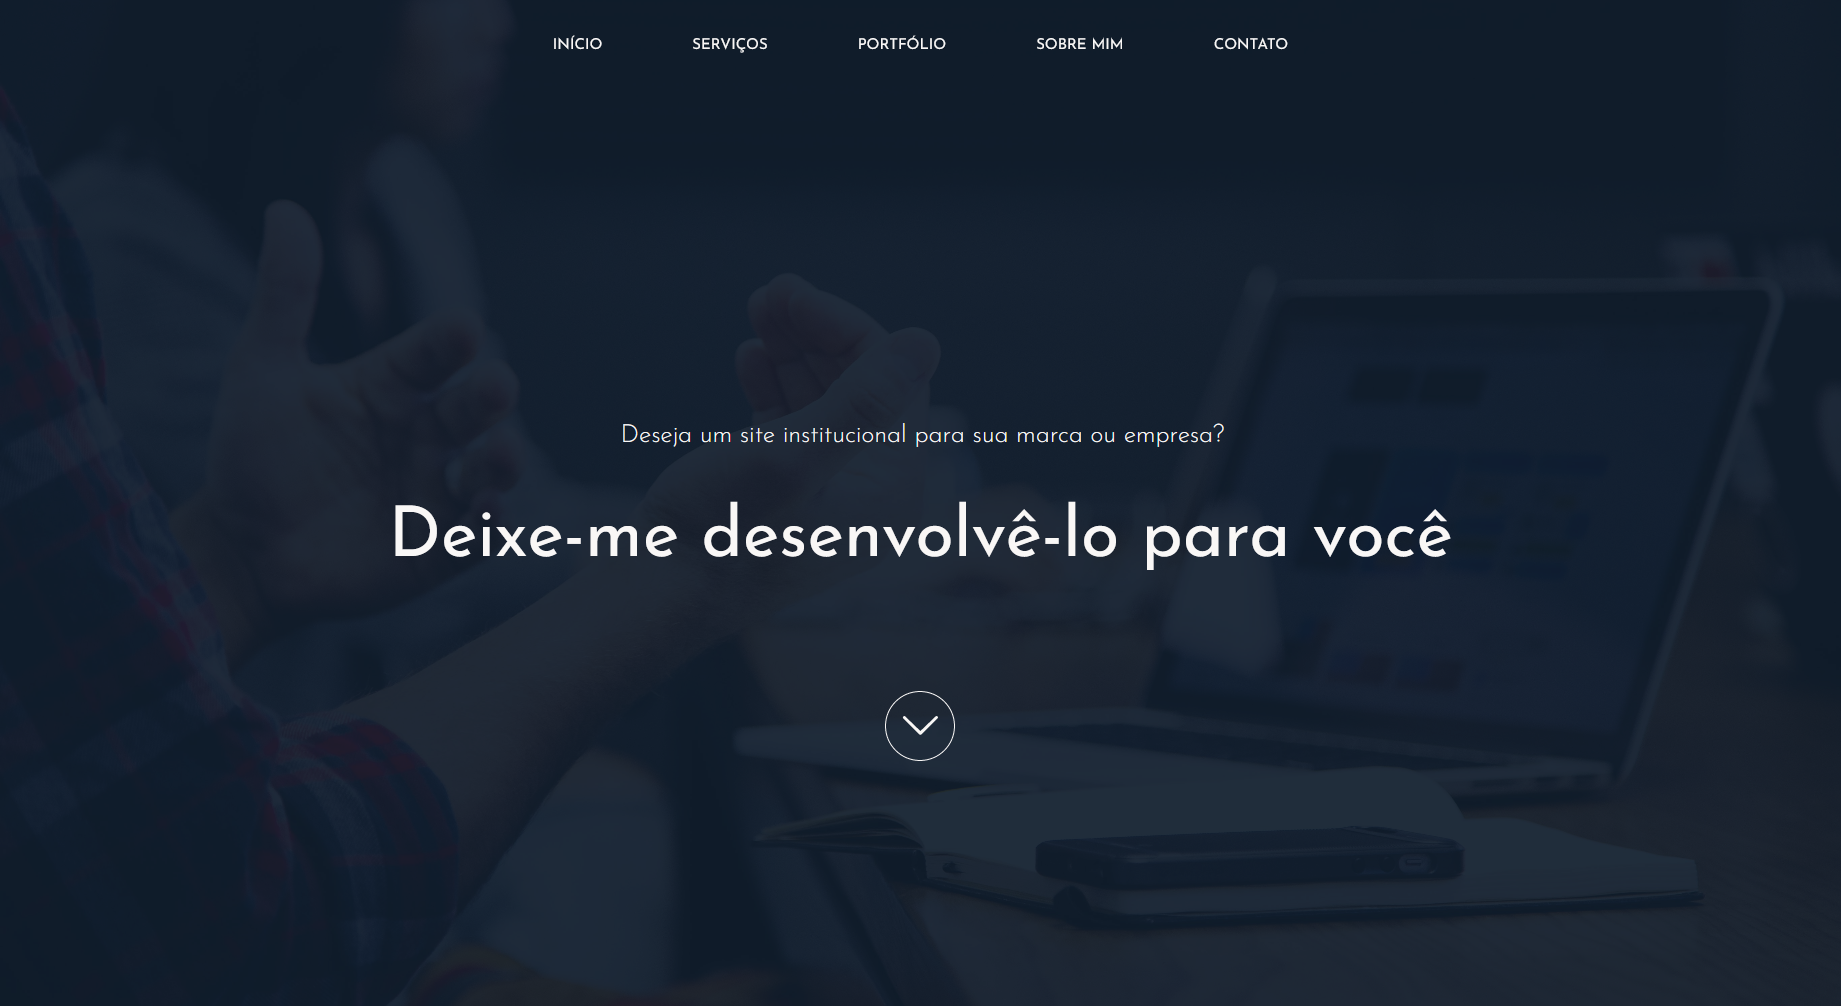 INÍCIO SERVIÇOS PORTFÓLIO SOBRE MIM CONTATO
Deseja um site institucional para sua marca ou empresa?
Deixe-me desenvolvê-lo para você